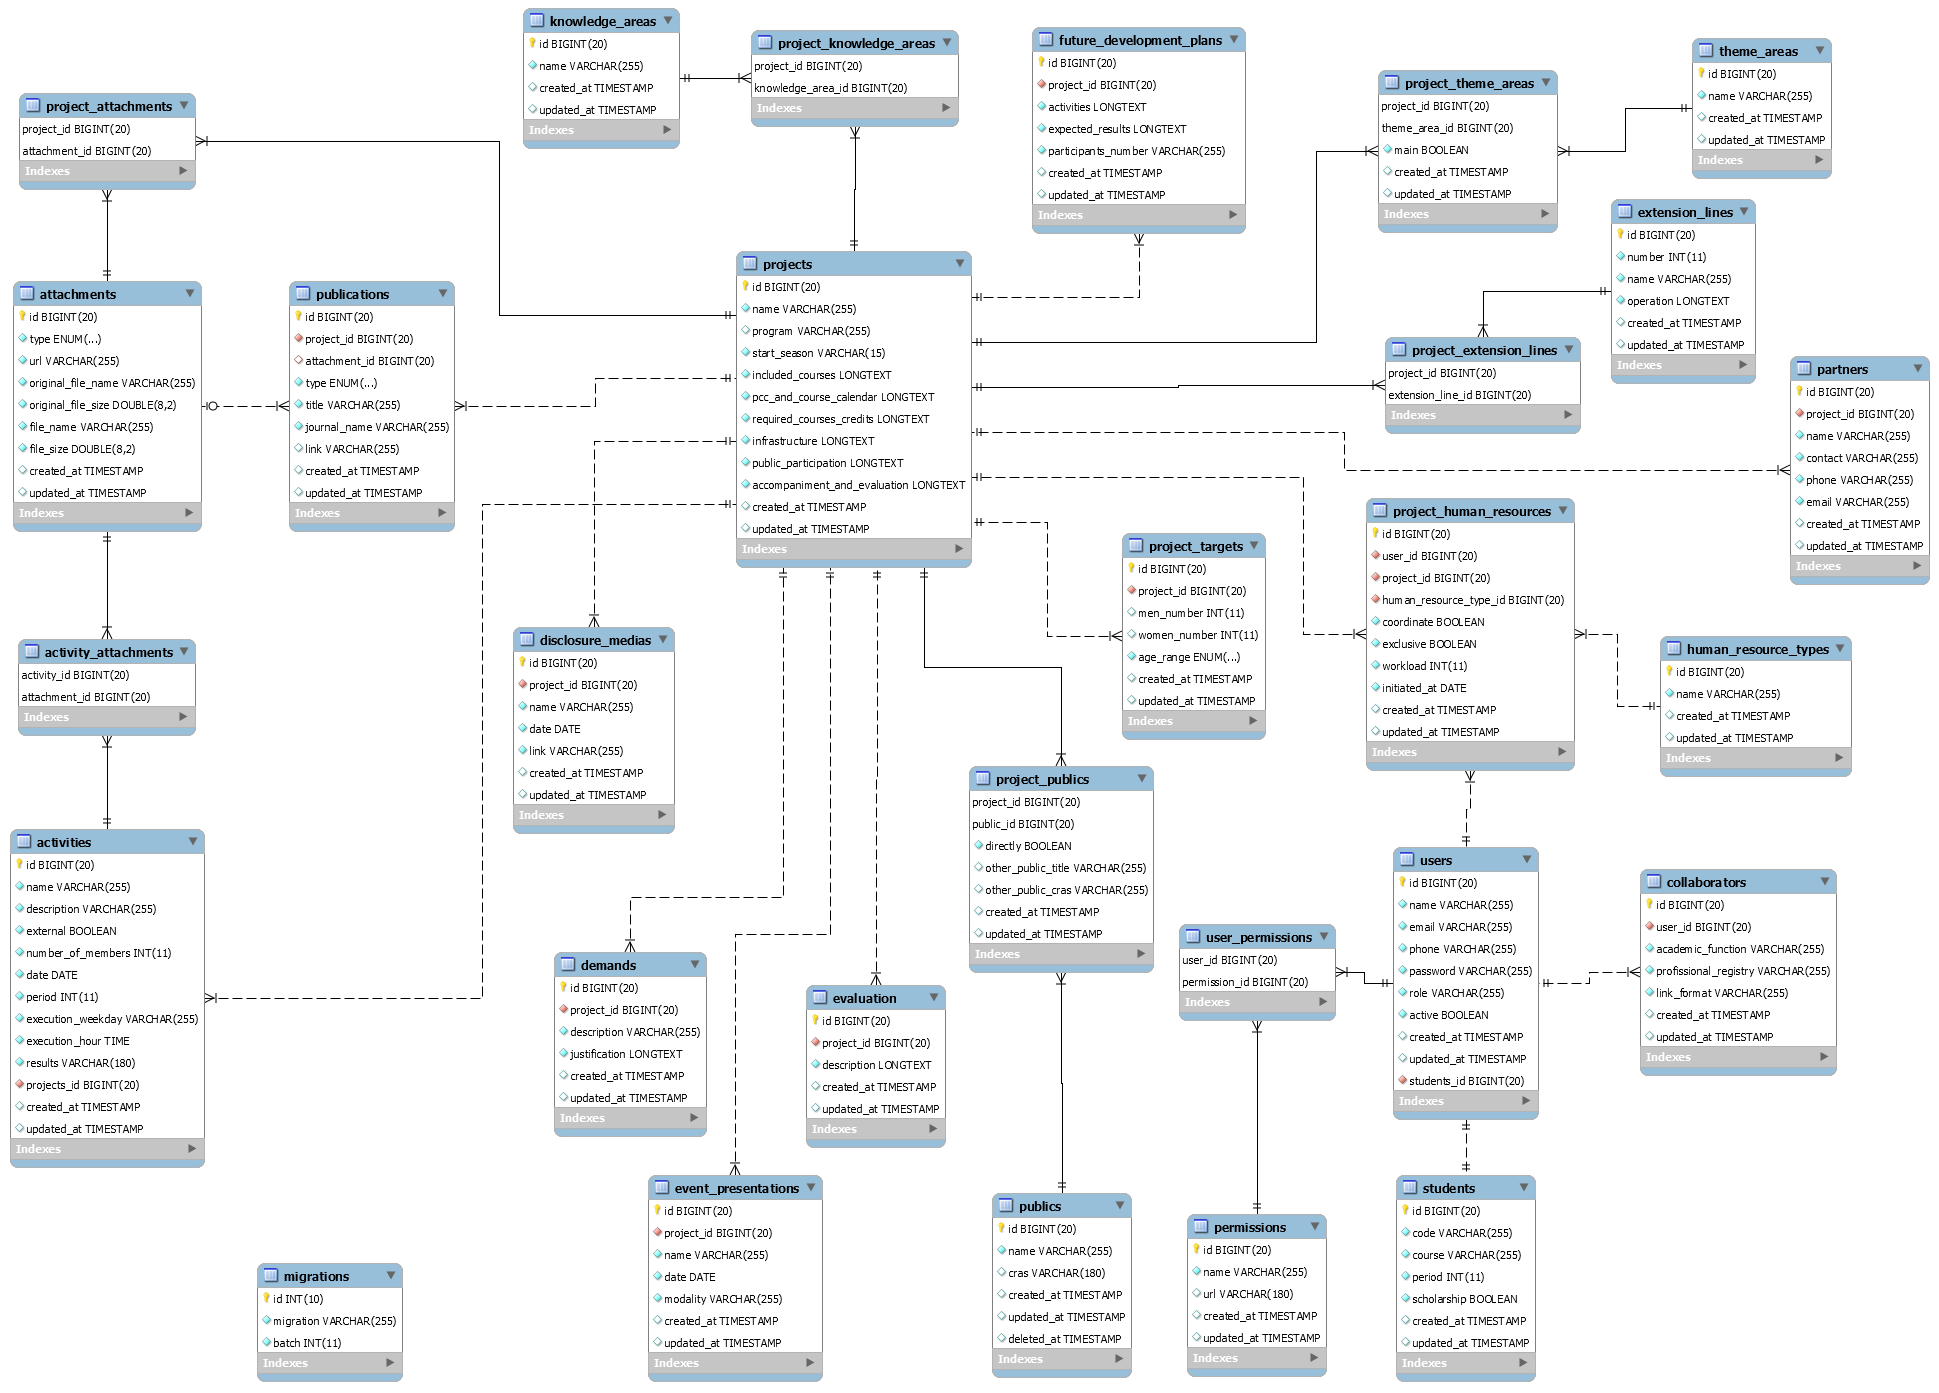 knowledge_areas
id BIGINT(20)
name VARCHAR(255)
created_at TIMESTAMP
updated_at TIMESTAMP
Indexes
project_knowledge_areas
project_id BIGINT(20)
knowledge_area_id BIGINT(20)
Indexes
future_development_plans
id BIGINT(20)
project_id BIGINT(20)
activities LONGTEXT
expected_results LONGTEXT
participants_number VARCHAR(255)
created_at TIMESTAMP
updated_at TIMESTAMP
Indexes
project_theme_areas
project_id BIGINT(20)
theme_area_id BIGINT(20)
main BOOLEAN
created_at TIMESTAMP
updated_at TIMESTAMP
Indexes
theme_areas
id BIGINT(20)
name VARCHAR(255)
created_at TIMESTAMP
updated_at TIMESTAMP
Indexes
project_attachments
project_id BIGINT(20)
attachment_id BIGINT(20)
Indexes
extension_lines
id BIGINT(20)
number INT(11)
name VARCHAR(255)
operation LONGTEXT
created_at TIMESTAMP
updated_at TIMESTAMP
Indexes
attachments
id BIGINT(20)
type ENUM(...)
url VARCHAR(255)
original_file_name VARCHAR(255)
original_file_size DOUBLE(8,2)
file_name VARCHAR(255)
file_size DOUBLE(8,2)
created_at TIMESTAMP
updated_at TIMESTAMP
Indexes
publications
id BIGINT(20)
project_id BIGINT(20)
attachment_id BIGINT(20)
type ENUM(...)
title VARCHAR(255)
journal_name VARCHAR(255)
link VARCHAR(255)
created_at TIMESTAMP
updated_at TIMESTAMP
Indexes
projects
id BIGINT(20)
name VARCHAR(255)
program VARCHAR(255)
start_season VARCHAR(15)
included_courses LONGTEXT
pcc_and_course_calendar LONGTEXT
required_courses_credits LONGTEXT
infrastructure LONGTEXT
public_participation LONGTEXT
accompaniment_and_evaluation LONGTEXT
created_at TIMESTAMP
updated_at TIMESTAMP
Indexes
project_extension_lines
project_id BIGINT(20)
extension_line_id BIGINT(20)
Indexes
partners
id BIGINT(20)
project_id BIGINT(20)
name VARCHAR(255)
contact VARCHAR(255)
phone VARCHAR(255)
email VARCHAR(255)
created_at TIMESTAMP
updated_at TIMESTAMP
Indexes
project_human_resources
id BIGINT(20)
user_id BIGINT(20)
project_id BIGINT(20)
human_resource_type_id BIGINT(20)
coordinate BOOLEAN
exclusive BOOLEAN
workload INT(11)
initiated_at DATE
created_at TIMESTAMP
updated_at TIMESTAMP
Indexes
project_targets
id BIGINT(20)
project_id BIGINT(20)
men_number INT(11)
women_number INT(11)
age_range ENUM(...)
created_at TIMESTAMP
updated_at TIMESTAMP
Indexes
human_resource_types
id BIGINT(20)
name VARCHAR(255)
created_at TIMESTAMP
updated_at TIMESTAMP
Indexes
activity_attachments
activity_id BIGINT(20)
attachment_id BIGINT(20)
Indexes
disclosure_medias
id BIGINT(20)
project_id BIGINT(20)
name VARCHAR(255)
date DATE
link VARCHAR(255)
created_at TIMESTAMP
updated_at TIMESTAMP
Indexes
project_publics
project_id BIGINT(20)
public_id BIGINT(20)
directly BOOLEAN
other_public_title VARCHAR(255)
other_public_cras VARCHAR(255)
created_at TIMESTAMP
updated_at TIMESTAMP
Indexes
activities
id BIGINT(20)
name VARCHAR(255)
description VARCHAR(255)
external BOOLEAN
number_of_members INT(11)
date DATE
period INT(11)
execution_weekday VARCHAR(255)
execution_hour TIME
results VARCHAR(180)
projects_id BIGINT(20)
created_at TIMESTAMP
updated_at TIMESTAMP
Indexes
users
id BIGINT(20)
name VARCHAR(255)
email VARCHAR(255)
phone VARCHAR(255)
password VARCHAR(255)
role VARCHAR(255)
active BOOLEAN
created_at TIMESTAMP
updated_at TIMESTAMP
students_id BIGINT(20)
Indexes
collaborators
id BIGINT(20)
user_id BIGINT(20)
academic_function VARCHAR(255)
profissional_registry VARCHAR(255)
link_format VARCHAR(255)
created_at TIMESTAMP
updated_at TIMESTAMP
Indexes
user_permissions
user_id BIGINT(20)
permission_id BIGINT(20)
Indexes
demands
id BIGINT(20)
project_id BIGINT(20)
description VARCHAR(255)
justification LONGTEXT
created_at TIMESTAMP
updated_at TIMESTAMP
Indexes
evaluation
id BIGINT(20)
project_id BIGINT(20)
description LONGTEXT
created_at TIMESTAMP
updated_at TIMESTAMP
Indexes
event_presentations
id BIGINT(20)
project_id BIGINT(20)
name VARCHAR(255)
date DATE
modality VARCHAR(255)
created_at TIMESTAMP
updated_at TIMESTAMP
Indexes
publics
id BIGINT(20)
name VARCHAR(255)
cras VARCHAR(180)
created_at TIMESTAMP
updated_at TIMESTAMP
deleted_at TIMESTAMP
Indexes
permissions
id BIGINT(20)
name VARCHAR(255)
url VARCHAR(180)
created_at TIMESTAMP
updated_at TIMESTAMP
Indexes
students
id BIGINT(20)
code VARCHAR(255)
course VARCHAR(255)
period INT(11)
scholarship BOOLEAN
created_at TIMESTAMP
updated_at TIMESTAMP
Indexes
migrations
id INT(10)
migration VARCHAR(255)
batch INT(11)
Indexes